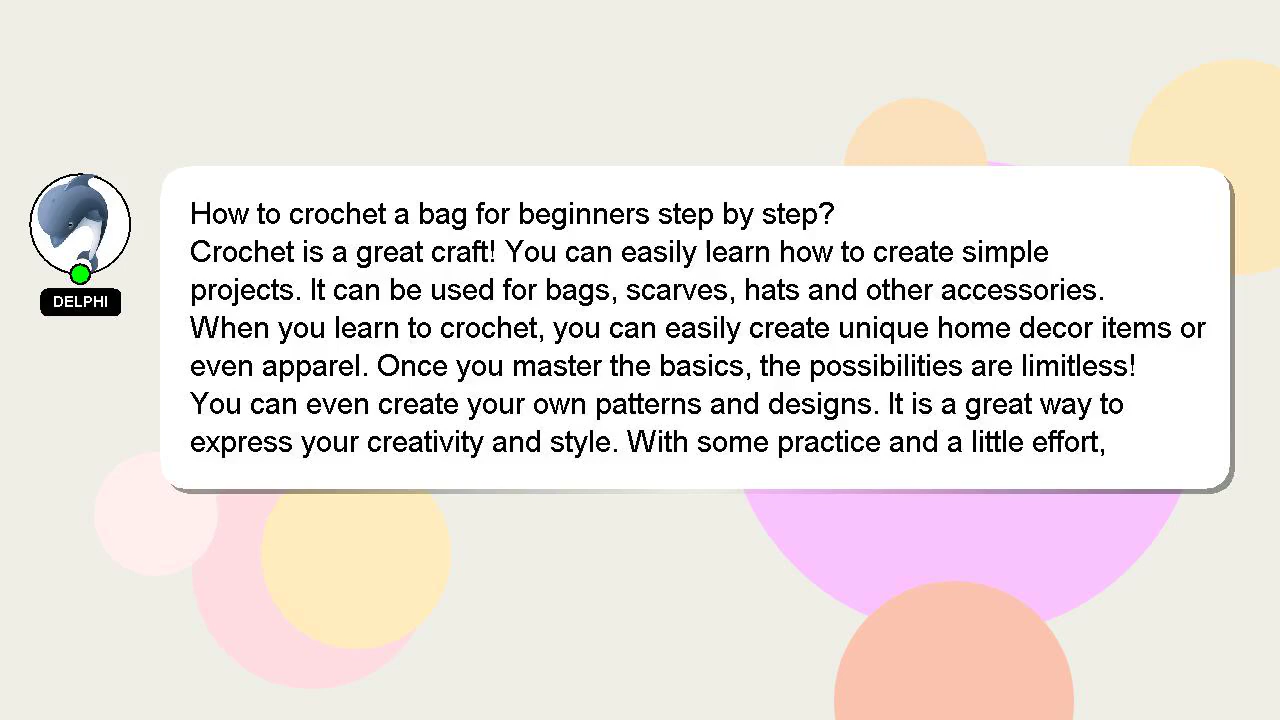 DELPHI
How to crochet a bag for beginners step by step?
Crochet is a great craft! You can easily learn how to create simple
projects. It can be used for bags, scarves, hats and other accessories.
When you learn to crochet, you can easily create unique home decor items or
even apparel. Once you master the basics, the possibilities are limitless!
You can even create your own patterns and designs. It is a great way to
express your creativity and style. With some practice and a little effort,